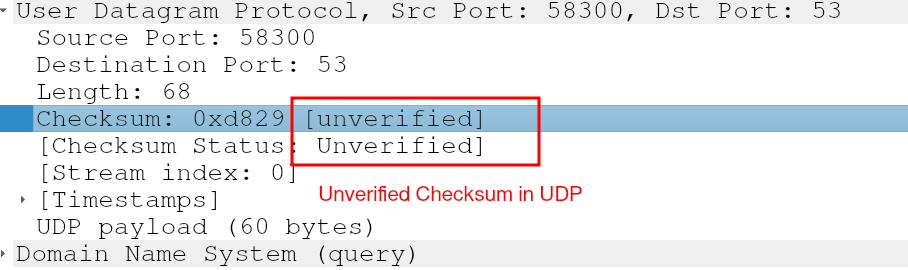 User Datagram Protocol, Src Port: 58300, Dst Port: 53
Source Port: 58300
Destination Port: 53
Length: 68
Checksum: 0xd829 [unverified]
[Checksum Status: Unverified]
[Stream index: 0]
Unverified Checksum in UDP
[Timestamps]
UDP payload (60 bytes)
Domain Name System (query)